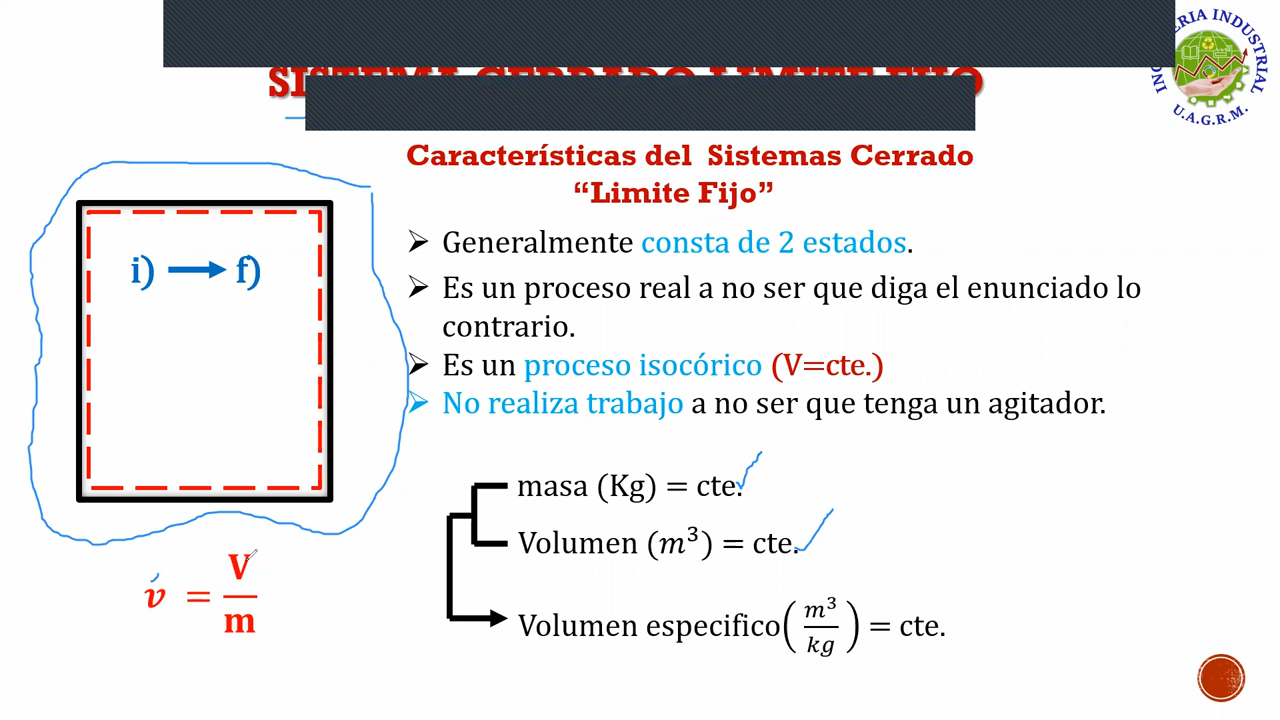 SISTEMA CERRADO LIMITE FIJO
INGENIERIA INDUSTRIAL
U.A.G.R.M.
Características del Sistemas Cerrado
“Limite Fijo”
i) → f)
➢ Generalmente consta de 2 estados.
➢ Es un proceso real a no ser que diga el enunciado lo
contrario.
➢ Es un proceso isocórico (V=cte.)
➢ No realiza trabajo a no ser que tenga un agitador.
masa (Kg) = cte.
Volumen (m³) = cte.
Volumen especifico(m³/kg) = cte.
v = V/m